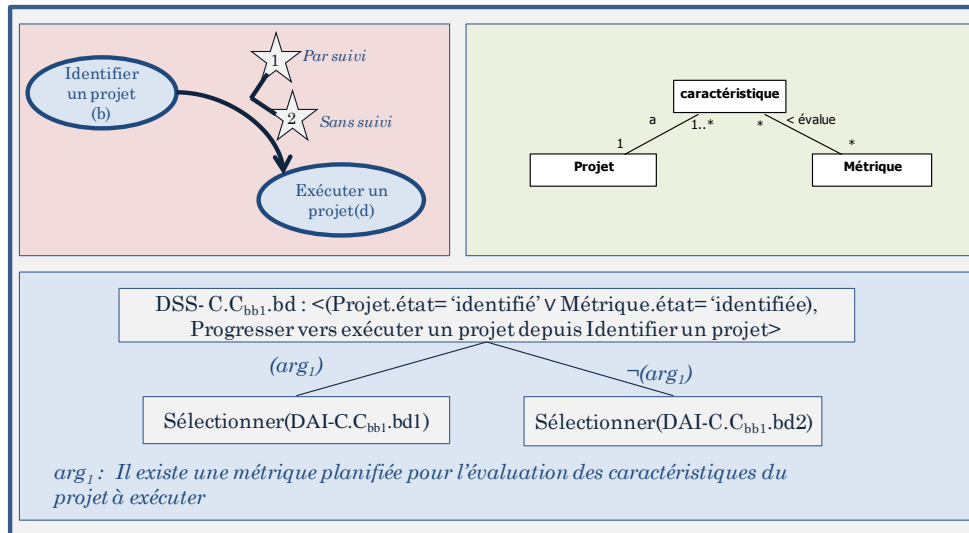 Identifier
un projet
(b)
1
Par suivi
2
Sans suivi
Exécuter un
projet(d)
caractéristique
a
1..*
*
< évalue
1
*
Projet
Métrique
DSS- C.Cbb1.bd : <(Projet.état= ‘identifié’ ∨ Métrique.état= ‘identifiée),
Progresser vers exécuter un projet depuis Identifier un projet>
(arg1)
¬(arg1)
Sélectionner(DAI-C.Cbb1.bd1)
Sélectionner(DAI-C.Cbb1.bd2)
arg1 : Il existe une métrique planifiée pour l’évaluation des caractéristiques du
projet à exécuter